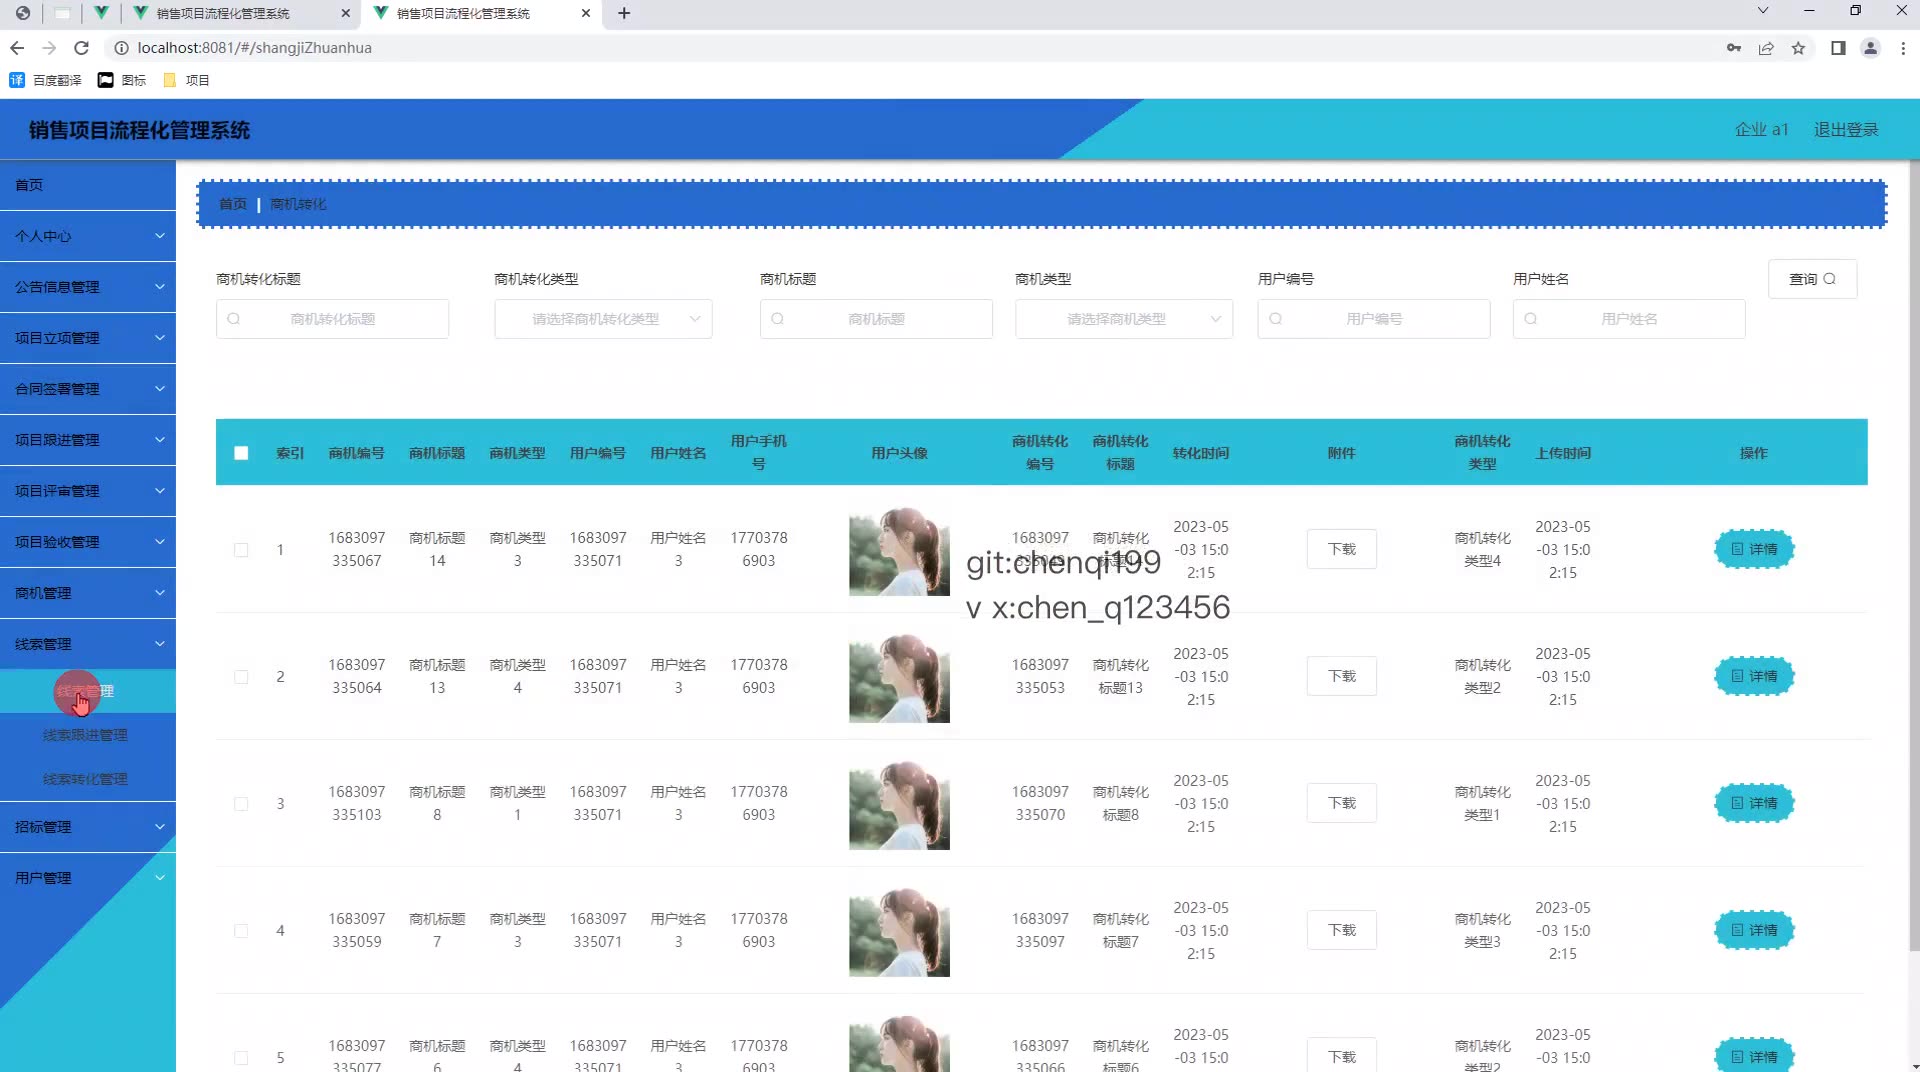 销售项目流程化管理系统
销售项目流程化管理系统
localhost:8081/#/shangjiZhuanhua
百度翻译
图标
项目
销售项目流程化管理系统
企业 a1
退出登录
首页
个人中心
公告信息管理
项目立项管理
合同签署管理
项目跟进管理
项目评审管理
项目验收管理
商机管理
线索管理
线索管理
线索跟进管理
线索转化管理
招标管理
用户管理
首页 | 商机转化
商机转化标题 商机转化类型 商机标题 商机类型 用户编号 用户姓名 查询
商机转化标题 请选择商机转化类型 商机标题 请选择商机类型 用户编号 用户姓名
索引 商机编号 商机标题 商机类型 用户编号 用户姓名 用户手机号 用户头像 商机转化编号 商机转化标题 转化时间 附件 商机转化类型 上传时间 操作
1 1683097335067 商机标题14 商机类型3 1683097335071 用户姓名3 17703786903 1683097 商机转化 2023-05-03 15:02:15 下载 商机转化类型4 2023-05-03 15:02:15 详情
git:chenqi199
v x:chen_q123456
2 1683097335064 商机标题13 商机类型4 1683097335071 用户姓名3 17703786903 1683097335053 商机转化标题13 2023-05-03 15:02:15 下载 商机转化类型2 2023-05-03 15:02:15 详情
3 1683097335103 商机标题8 商机类型1 1683097335071 用户姓名3 17703786903 1683097335070 商机转化标题8 2023-05-03 15:02:15 下载 商机转化类型1 2023-05-03 15:02:15 详情
4 1683097335059 商机标题7 商机类型3 1683097335071 用户姓名3 17703786903 1683097335097 商机转化标题7 2023-05-03 15:02:15 下载 商机转化类型3 2023-05-03 15:02:15 详情
5 1683097335077 商机标题6 商机类型4 1683097335071 用户姓名3 17703786903 1683097335066 商机转化标题6 2023-05-03 15:0 下载 商机转化类型2 2023-05-03 15:0 详情